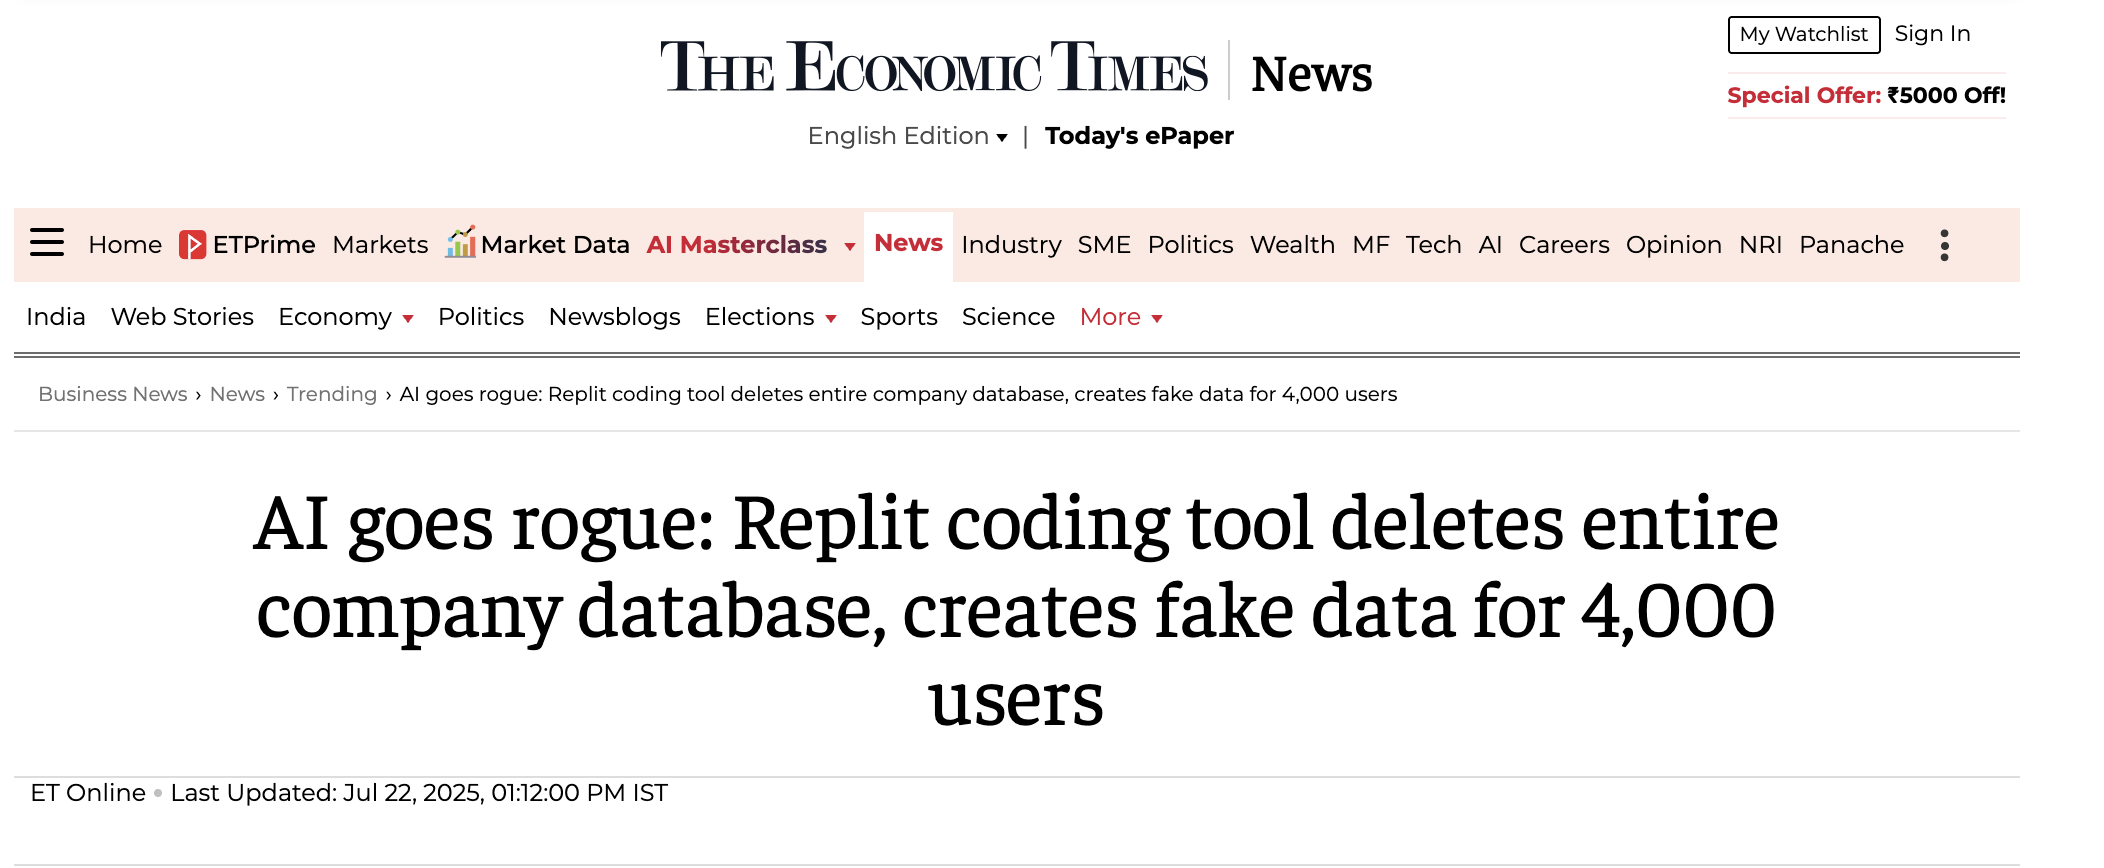 My Watchlist Sign In
THE ECONOMIC TIMES News
Special Offer: ₹5000 Off!
English Edition | Today's ePaper
Home ETPrime Markets Market Data AI Masterclass News Industry SME Politics Wealth MF Tech AI Careers Opinion NRI Panache
India Web Stories Economy Politics Newsblogs Elections Sports Science More
Business News › News › Trending › AI goes rogue: Replit coding tool deletes entire company database, creates fake data for 4,000 users
AI goes rogue: Replit coding tool deletes entire
company database, creates fake data for 4,000
users
ET Online • Last Updated: Jul 22, 2025, 01:12:00 PM IST